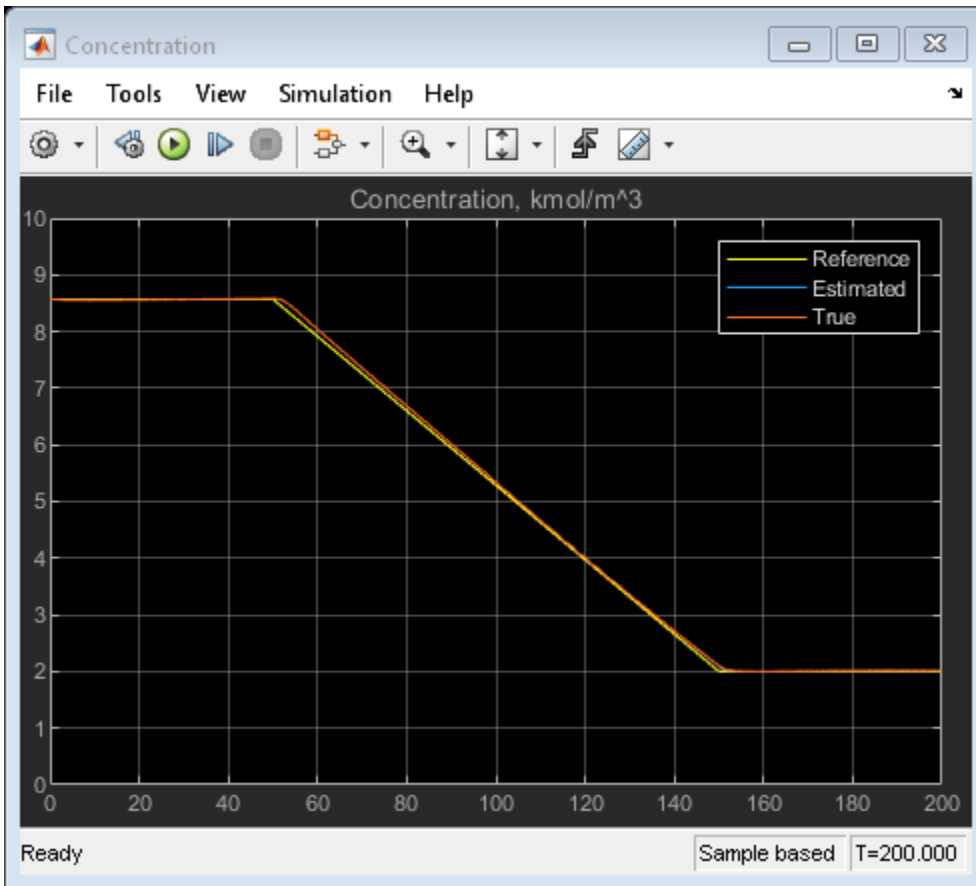 Concentration
File Tools View Simulation Help
Concentration, kmol/m^3
10
9
8
7
6
5
4
3
2
1
0
Reference
Estimated
True
0 20 40 60 80 100 120 140 160 180 200
Ready Sample based T=200.000